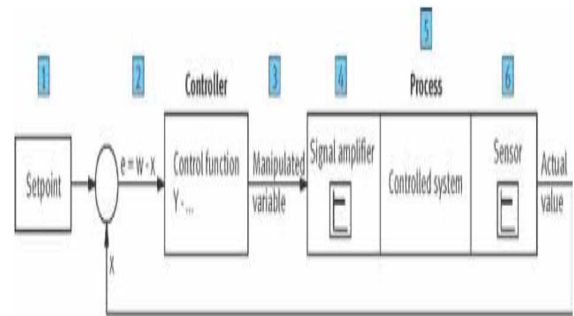 5
1
2
3
4
6
Controller
Process
Setpoint
e = w - x
Control function
Y - ...
Manipulated
variable
Signal amplifier
Controlled system
Sensor
Actual
value
X